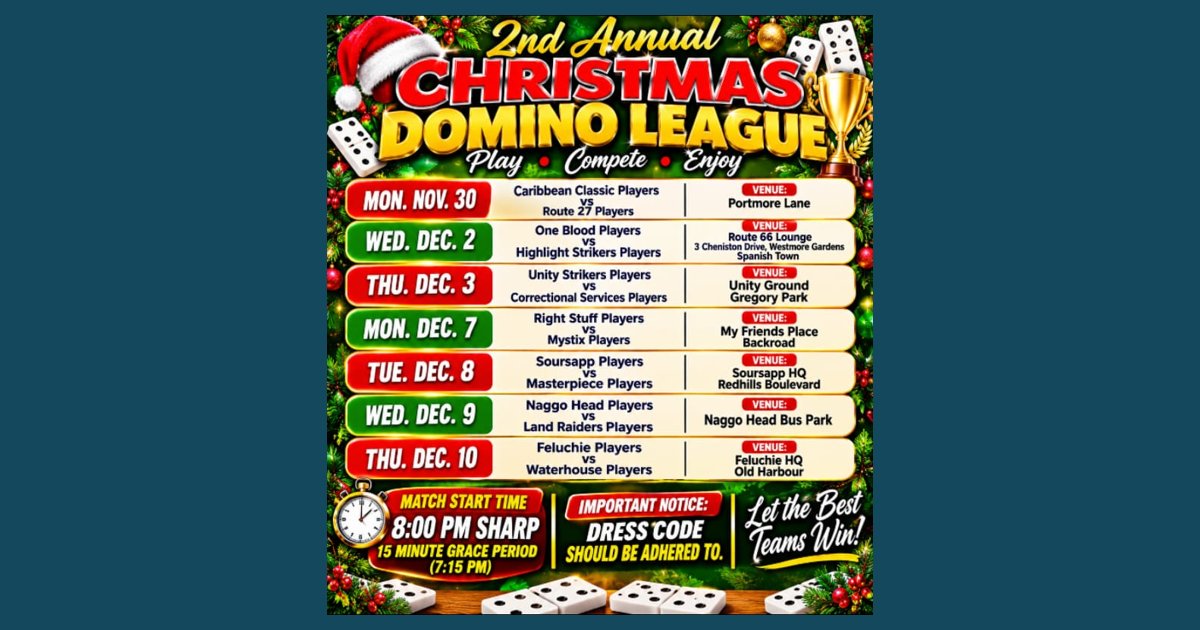 2nd Annual
CHRISTMAS
DOMINO LEAGUE
Play • Compete • Enjoy
MON. NOV. 30
Caribbean Classic Players
vs
Route 27 Players
VENUE:
Portmore Lane
WED. DEC. 2
One Blood Players
vs
Highlight Strikers Players
VENUE:
Route 66 Lounge
3 Cheniston Drive, Westmore Gardens
Spanish Town
THU. DEC. 3
Unity Strikers Players
vs
Correctional Services Players
VENUE:
Unity Ground
Gregory Park
MON. DEC. 7
Right Stuff Players
vs
Mystix Players
VENUE:
My Friends Place
Backroad
TUE. DEC. 8
Soursapp Players
vs
Masterpiece Players
VENUE:
Soursapp HQ
Redhills Boulevard
WED. DEC. 9
Naggo Head Players
vs
Land Raiders Players
VENUE:
Naggo Head Bus Park
THU. DEC. 10
Feluchie Players
vs
Waterhouse Players
VENUE:
Feluchie HQ
Old Harbour
MATCH START TIME
8:00 PM SHARP
15 MINUTE GRACE PERIOD
(7:15 PM)
IMPORTANT NOTICE:
DRESS CODE
SHOULD BE ADHERED TO.
Let the Best
Teams Win!